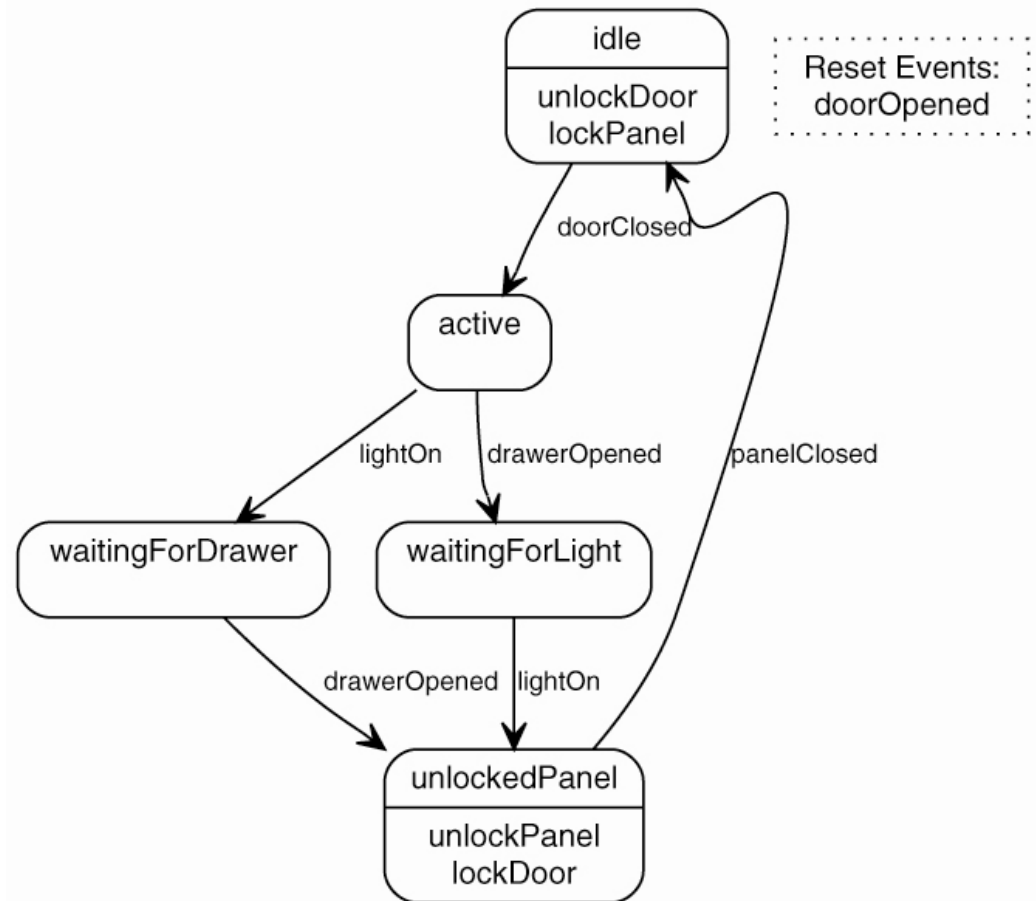 idle
unlockDoor
lockPanel
Reset Events:
doorOpened
doorClosed
active
lightOn
drawerOpened
panelClosed
waitingForDrawer
waitingForLight
drawerOpened
lightOn
unlockedPanel
unlockPanel
lockDoor